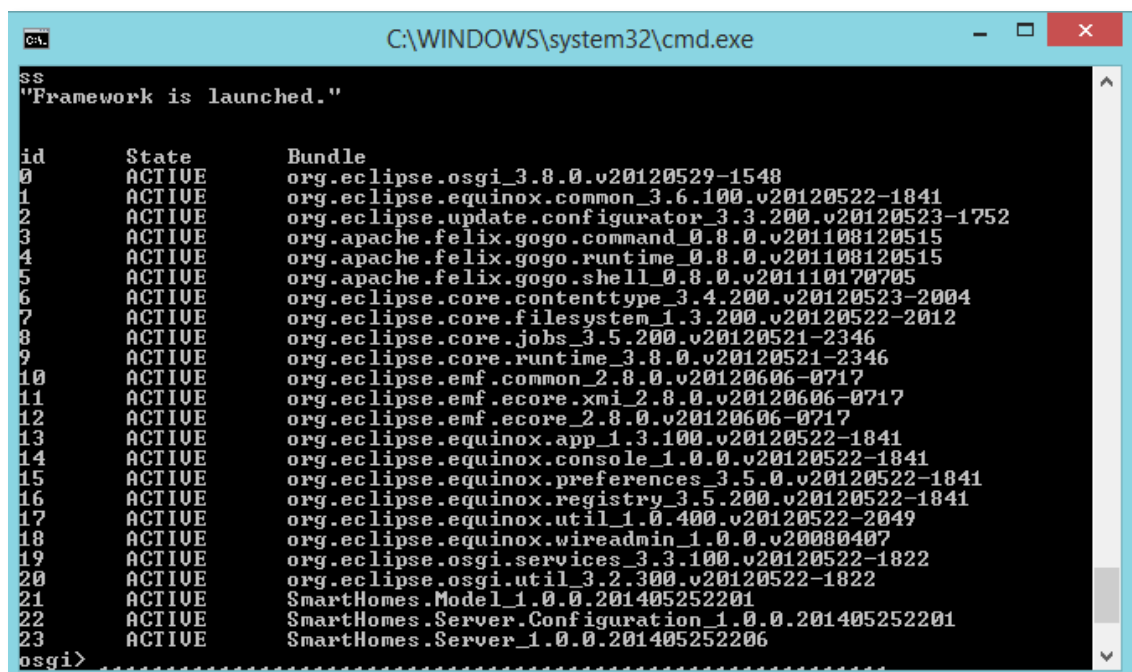 C:\WINDOWS\system32\cmd.exe
ss
"Framework is launched."
id State Bundle
0 ACTIVE org.eclipse.osgi_3.8.0.v20120529-1548
1 ACTIVE org.eclipse.equinox.common_3.6.100.v20120522-1841
2 ACTIVE org.eclipse.update.configurator_3.3.200.v20120523-1752
3 ACTIVE org.apache.felix.gogo.command_0.8.0.v201108120515
4 ACTIVE org.apache.felix.gogo.runtime_0.8.0.v201108120515
5 ACTIVE org.apache.felix.gogo.shell_0.8.0.v201110170705
6 ACTIVE org.eclipse.core.contenttype_3.4.200.v20120523-2004
7 ACTIVE org.eclipse.core.filesystem_1.3.200.v20120522-2012
8 ACTIVE org.eclipse.core.jobs_3.5.200.v20120521-2346
9 ACTIVE org.eclipse.core.runtime_3.8.0.v20120521-2346
10 ACTIVE org.eclipse.emf.common_2.8.0.v20120606-0717
11 ACTIVE org.eclipse.emf.ecore.xmi_2.8.0.v20120606-0717
12 ACTIVE org.eclipse.emf.ecore_2.8.0.v20120606-0717
13 ACTIVE org.eclipse.equinox.app_1.3.100.v20120522-1841
14 ACTIVE org.eclipse.equinox.console_1.0.0.v20120522-1841
15 ACTIVE org.eclipse.equinox.preferences_3.5.0.v20120522-1841
16 ACTIVE org.eclipse.equinox.registry_3.5.200.v20120522-1841
17 ACTIVE org.eclipse.equinox.util_1.0.400.v20120522-2049
18 ACTIVE org.eclipse.equinox.wireadmin_1.0.0.v20080407
19 ACTIVE org.eclipse.osgi.services_3.3.100.v20120522-1822
20 ACTIVE org.eclipse.osgi.util_3.2.300.v20120522-1822
21 ACTIVE SmartHomes.Model_1.0.0.201405252201
22 ACTIVE SmartHomes.Server.Configuration_1.0.0.201405252201
23 ACTIVE SmartHomes.Server_1.0.0.201405252206
osgi> .................................................